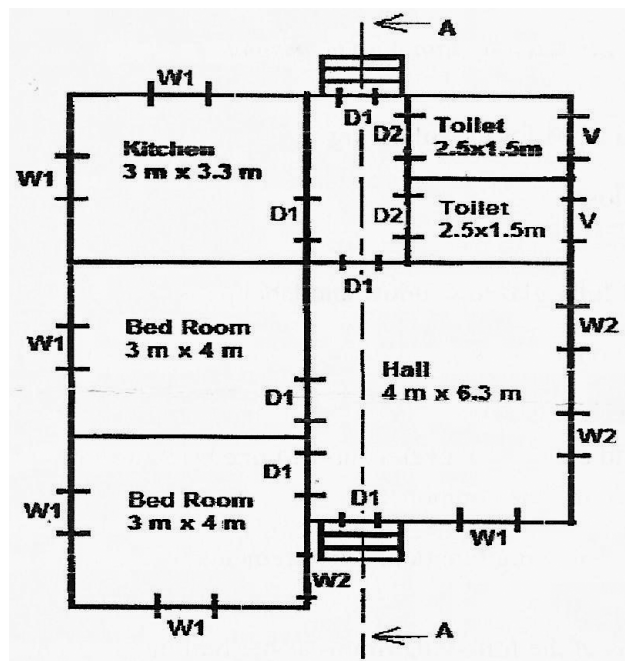 A
W1
D1
Toilet
2.5x1.5m
D2
V
Kitchen
3 m x 3.3 m
W1
D1
D2
Toilet
2.5x1.5m
V
D1
W2
Bed Room
3 m x 4 m
W1
Hall
4 m x 6.3 m
D1
W2
D1
Bed Room
3 m x 4 m
W1
D1
W1
W2
W1
A